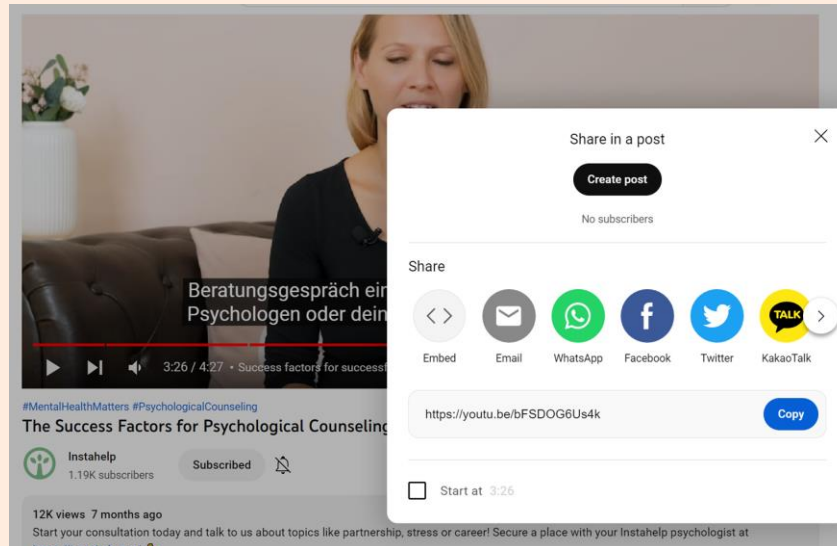 Beratungsgespräch ein
Psychologen oder dein
3:26 / 4:27 • Success factors for successf
#MentalHealthMatters #PsychologicalCounseling
The Success Factors for Psychological Counseling
Instahelp
1.19K subscribers
Subscribed
12K views 7 months ago
Start your consultation today and talk to us about topics like partnership, stress or career! Secure a place with your Instahelp psychologist at
Share in a post
Create post
No subscribers
Share
Embed
Email
WhatsApp
Facebook
Twitter
TALK
KakaoTalk
https://youtu.be/bFSDOG6Us4k
Copy
Start at 3:26